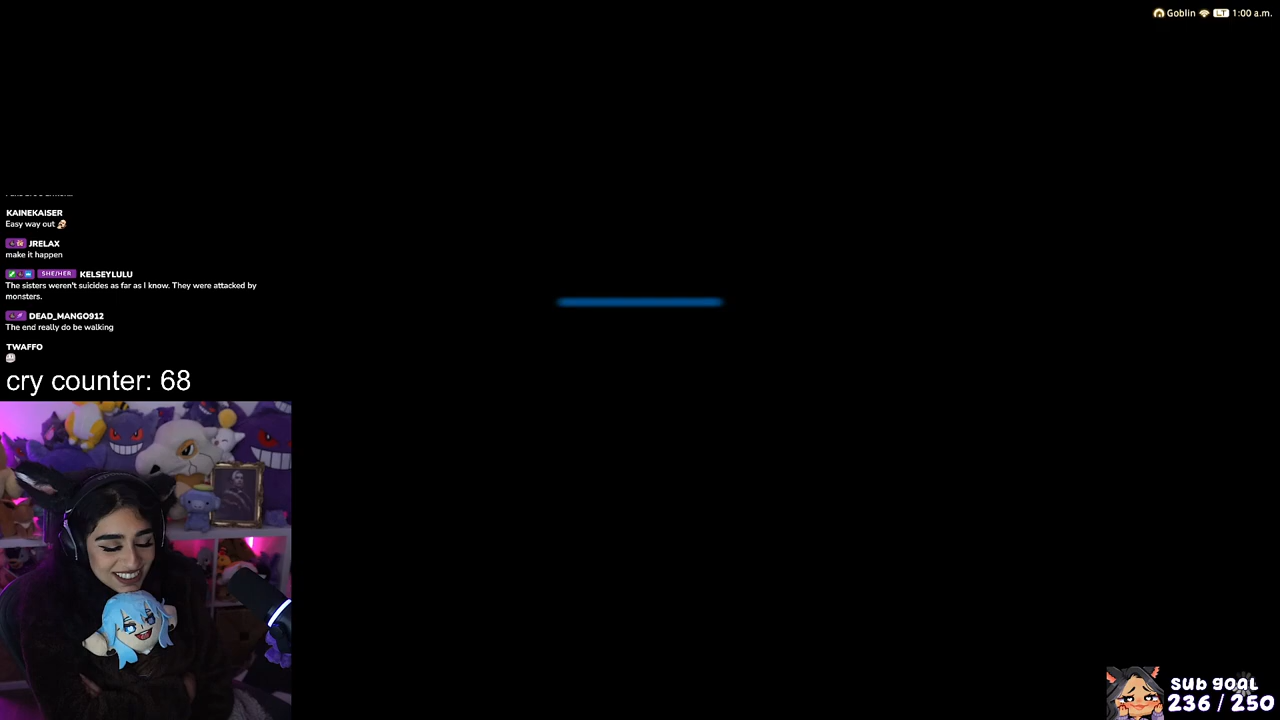 Goblin LT 1:00 a.m.
KAINEKAISER
Easy way out
JRELAX
make it happen
SHE/HER KELSEYLULU
The sisters weren't suicides as far as I know. They were attacked by
monsters.
DEAD_MANGO912
The end really do be walking
TWAFFO
cry counter: 68
sub goal
236 / 250